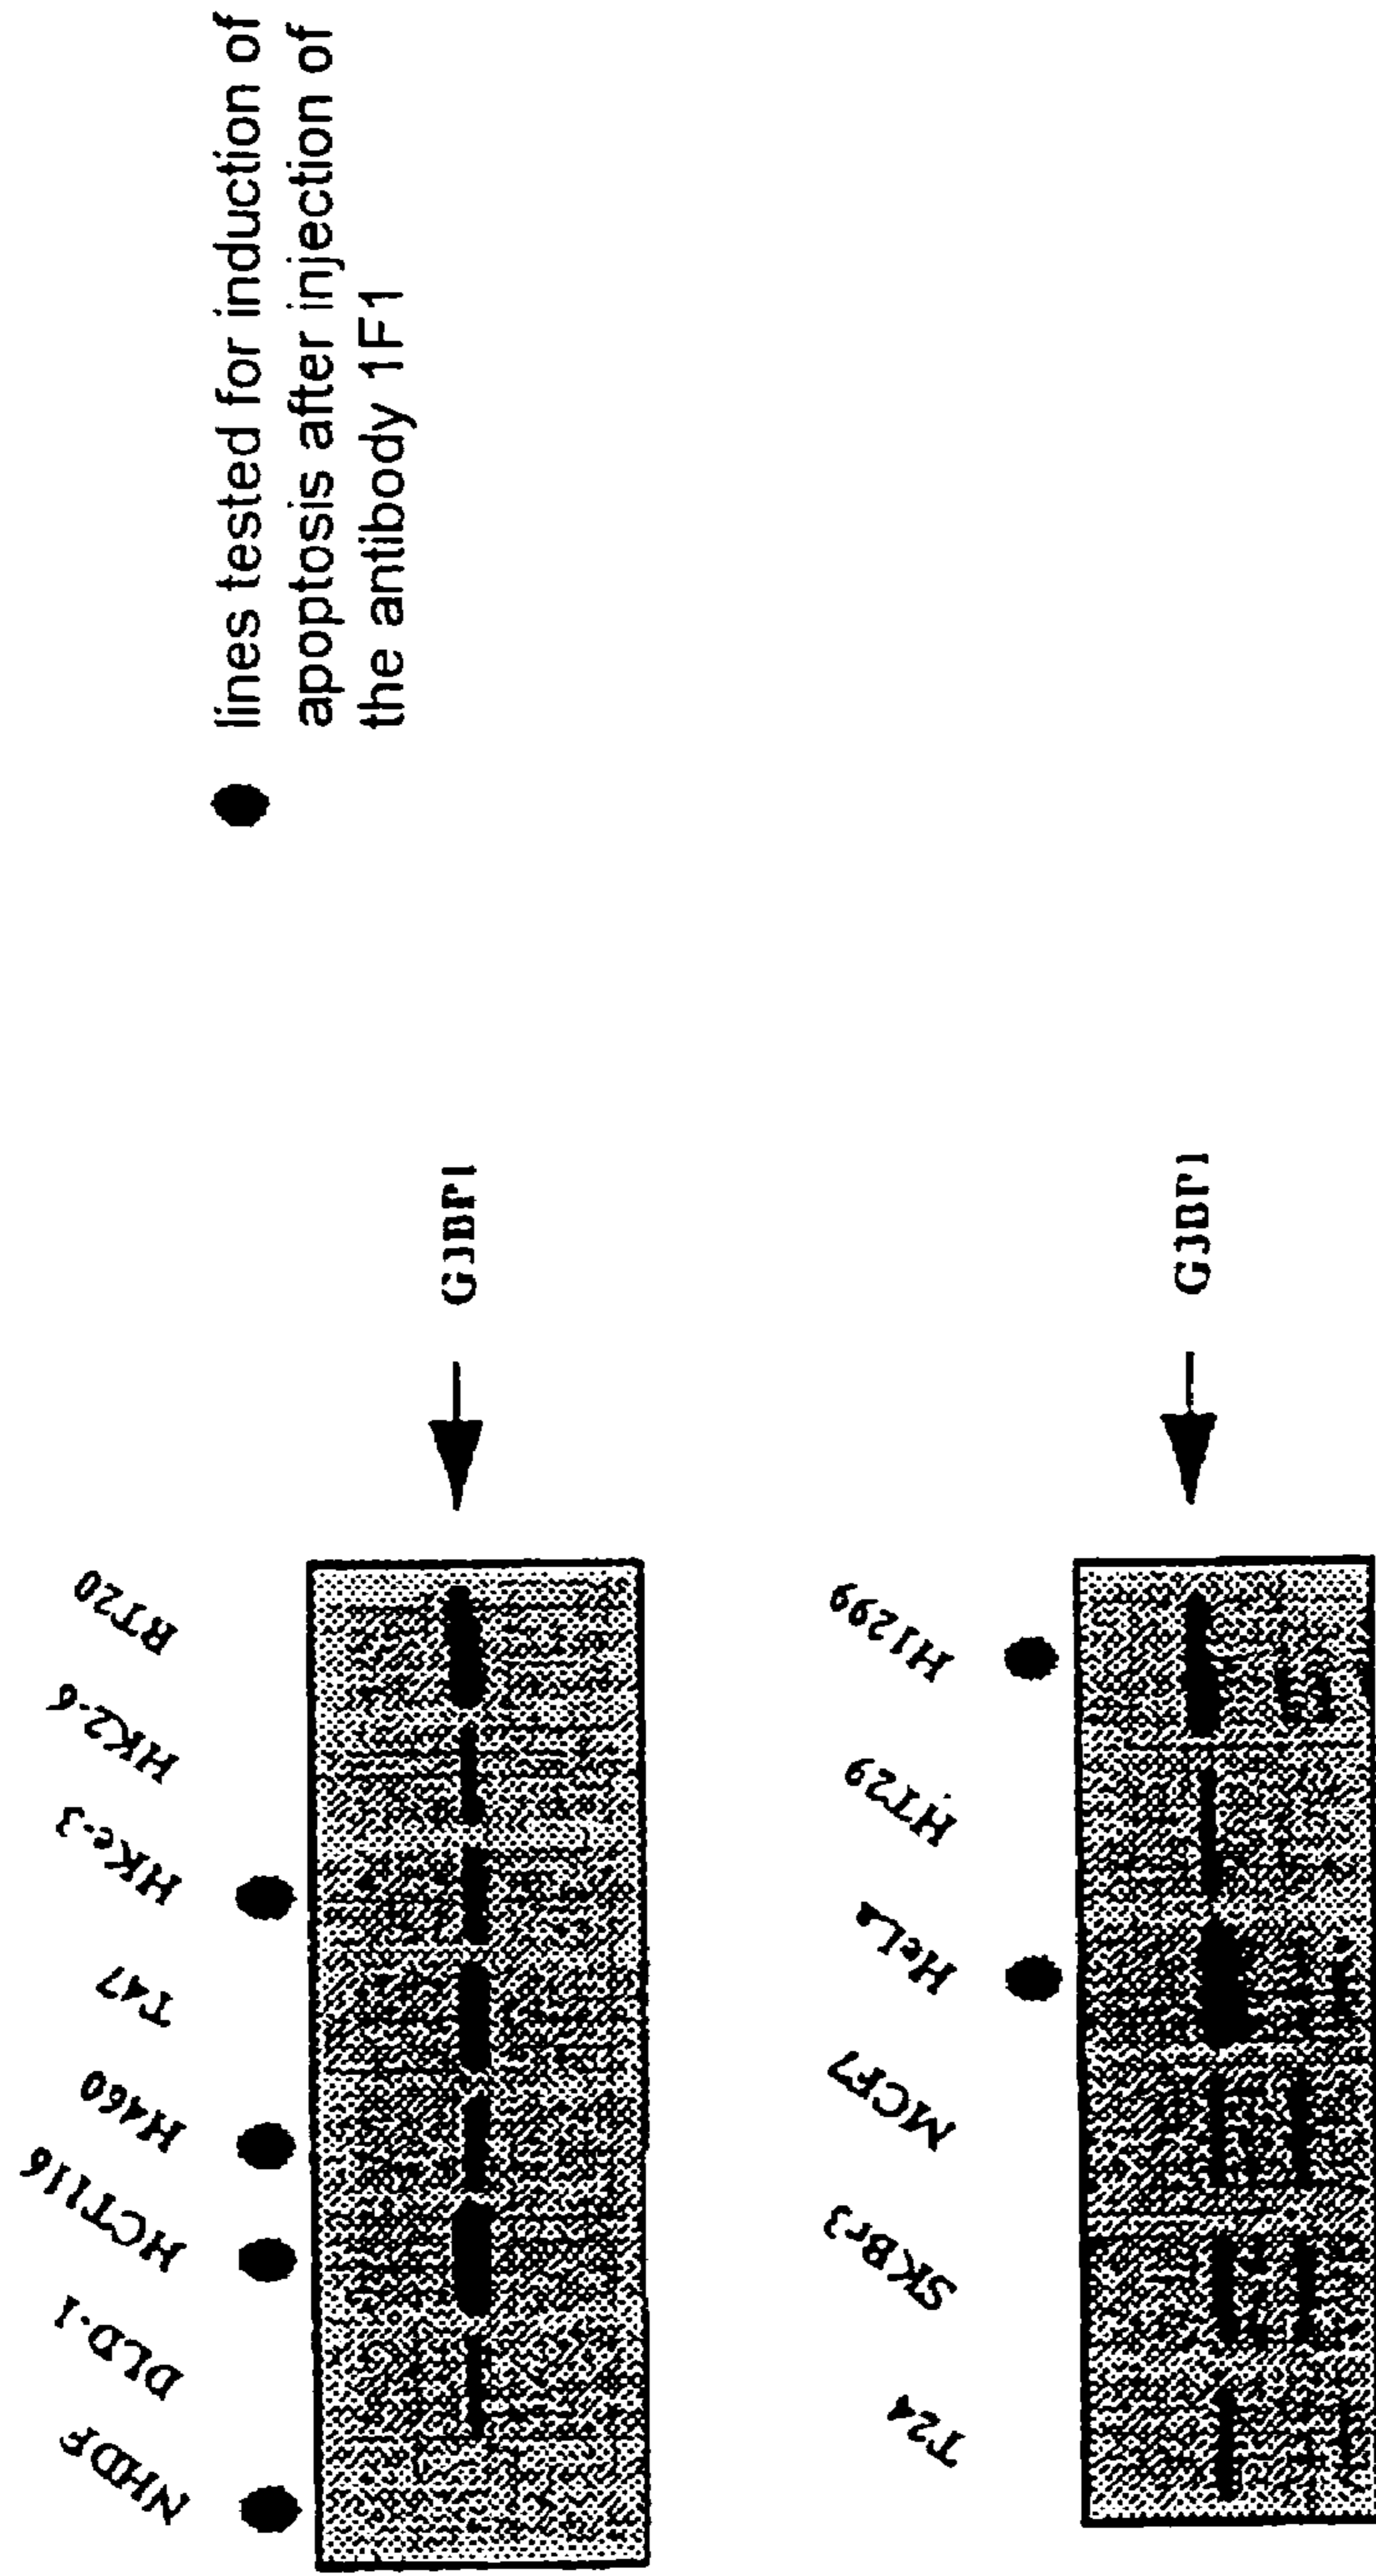 NHDF
DLD-1
HCT116
H460
T47
HKe-3
HK2-6
RT20
G3BP1
lines tested for induction of
apoptosis after injection of
the antibody 1F1
T24
SKBr3
MCF7
HeLa
HT29
H1299
G3BP1